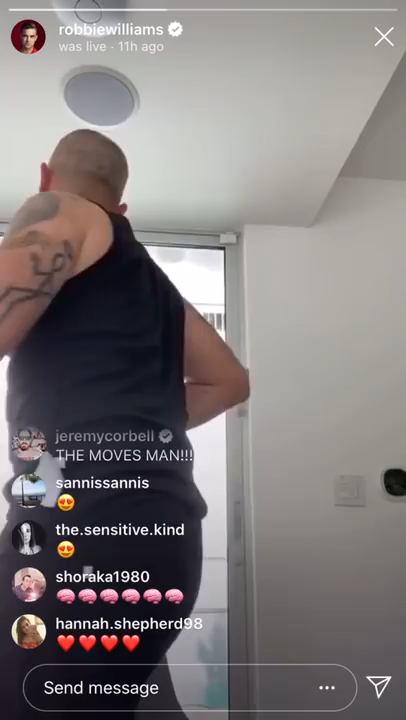 robbiewilliams
was live · 11h ago
jeremycorbell
THE MOVES MAN!!!
sannissannis
😍
the.sensitive.kind
😍
shoraka1980
🧠🧠🧠🧠🧠🧠
hannah.shepherd98
❤️❤️❤️❤️
Send message